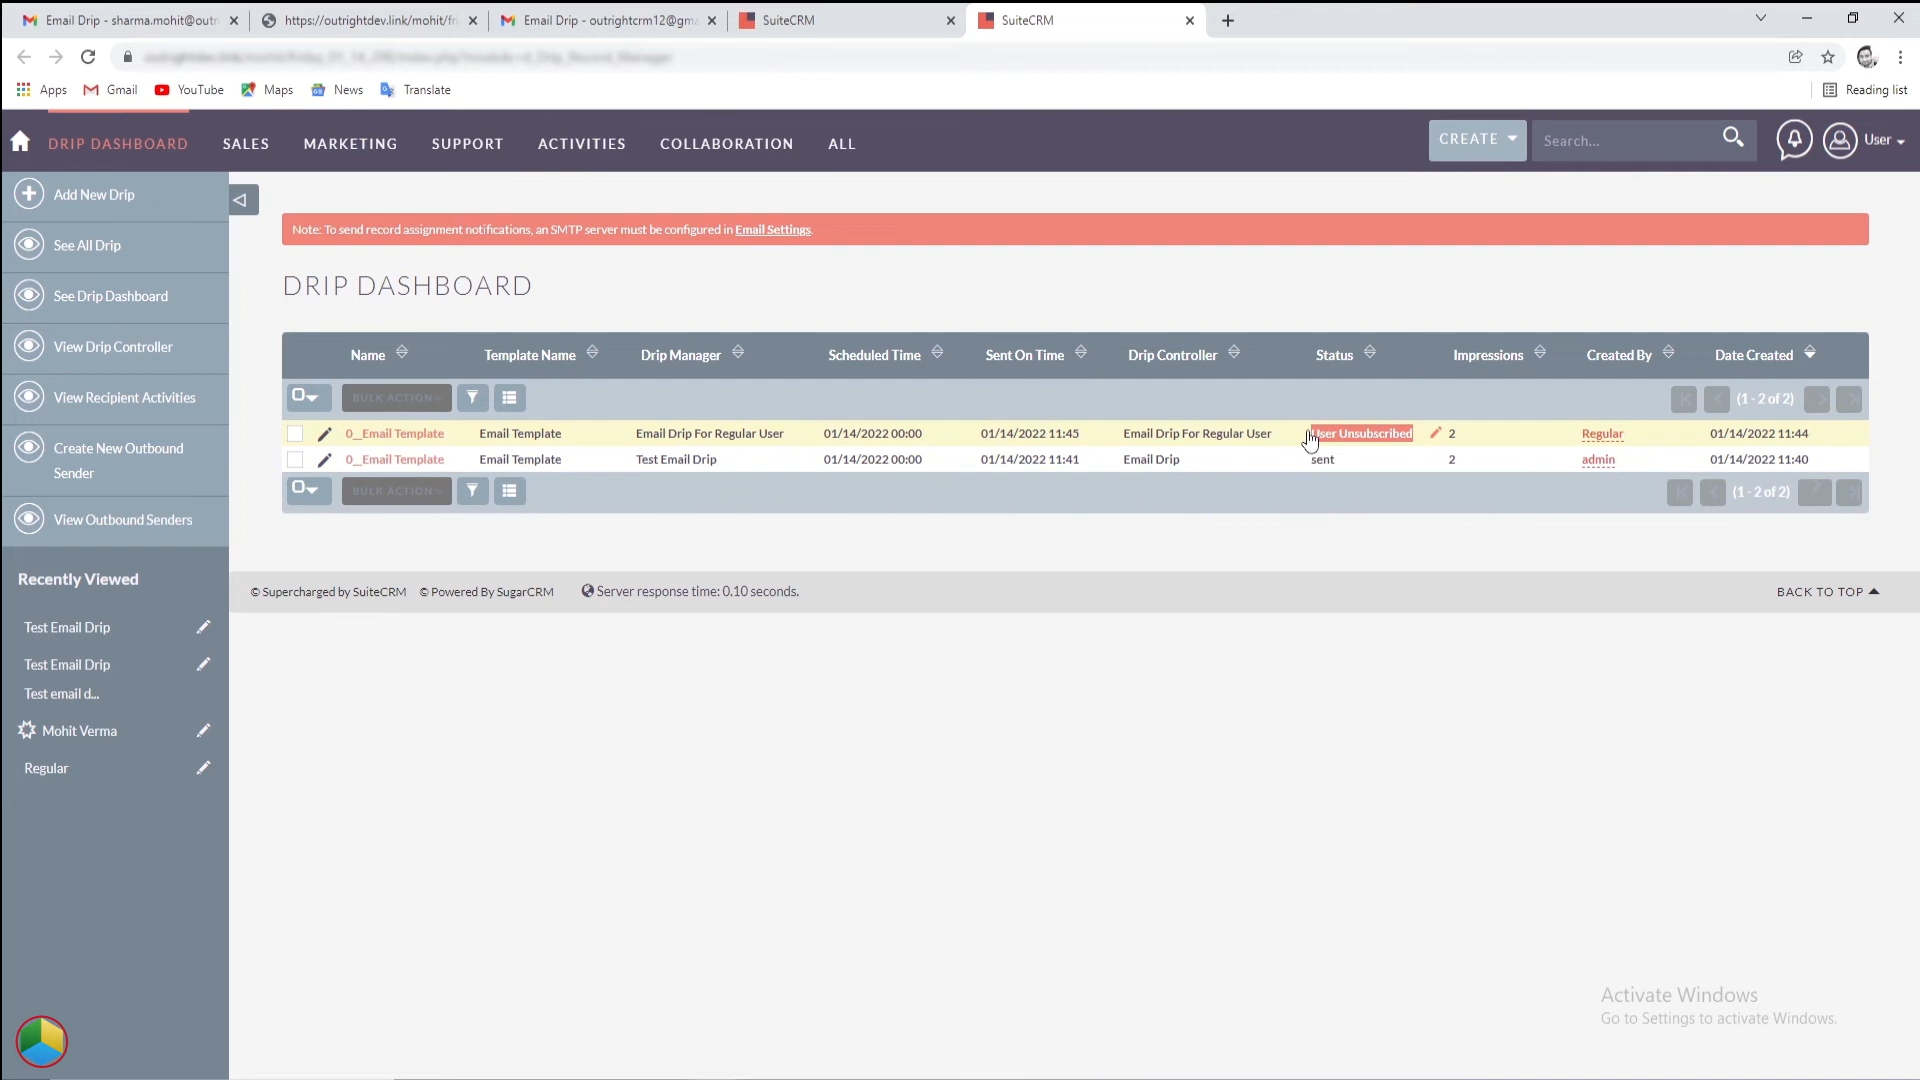 Email Drip - sharma.mohit@outri
https://outrightdev.link/mohit/fri
Email Drip - outrightcrm12@gma
SuiteCRM
SuiteCRM
Apps
Gmail
YouTube
Maps
News
Translate
Reading list
DRIP DASHBOARD
SALES
MARKETING
SUPPORT
ACTIVITIES
COLLABORATION
ALL
CREATE
Search...
User
Add New Drip
See All Drip
See Drip Dashboard
View Drip Controller
View Recipient Activities
Create New Outbound
Sender
View Outbound Senders
Recently Viewed
Test Email Drip
Test Email Drip
Test email d...
Mohit Verma
Regular
Note: To send record assignment notifications, an SMTP server must be configured in Email Settings.
DRIP DASHBOARD
Name Template Name Drip Manager Scheduled Time Sent On Time Drip Controller Status Impressions Created By Date Created
BULK ACTION (1 - 2 of 2)
0__Email Template Email Template Email Drip For Regular User 01/14/2022 00:00 01/14/2022 11:45 Email Drip For Regular User User Unsubscribed 2 Regular 01/14/2022 11:44
0__Email Template Email Template Test Email Drip 01/14/2022 00:00 01/14/2022 11:41 Email Drip sent 2 admin 01/14/2022 11:40
BULK ACTION (1 - 2 of 2)
© Supercharged by SuiteCRM © Powered By SugarCRM Server response time: 0.10 seconds. BACK TO TOP
Activate Windows
Go to Settings to activate Windows.